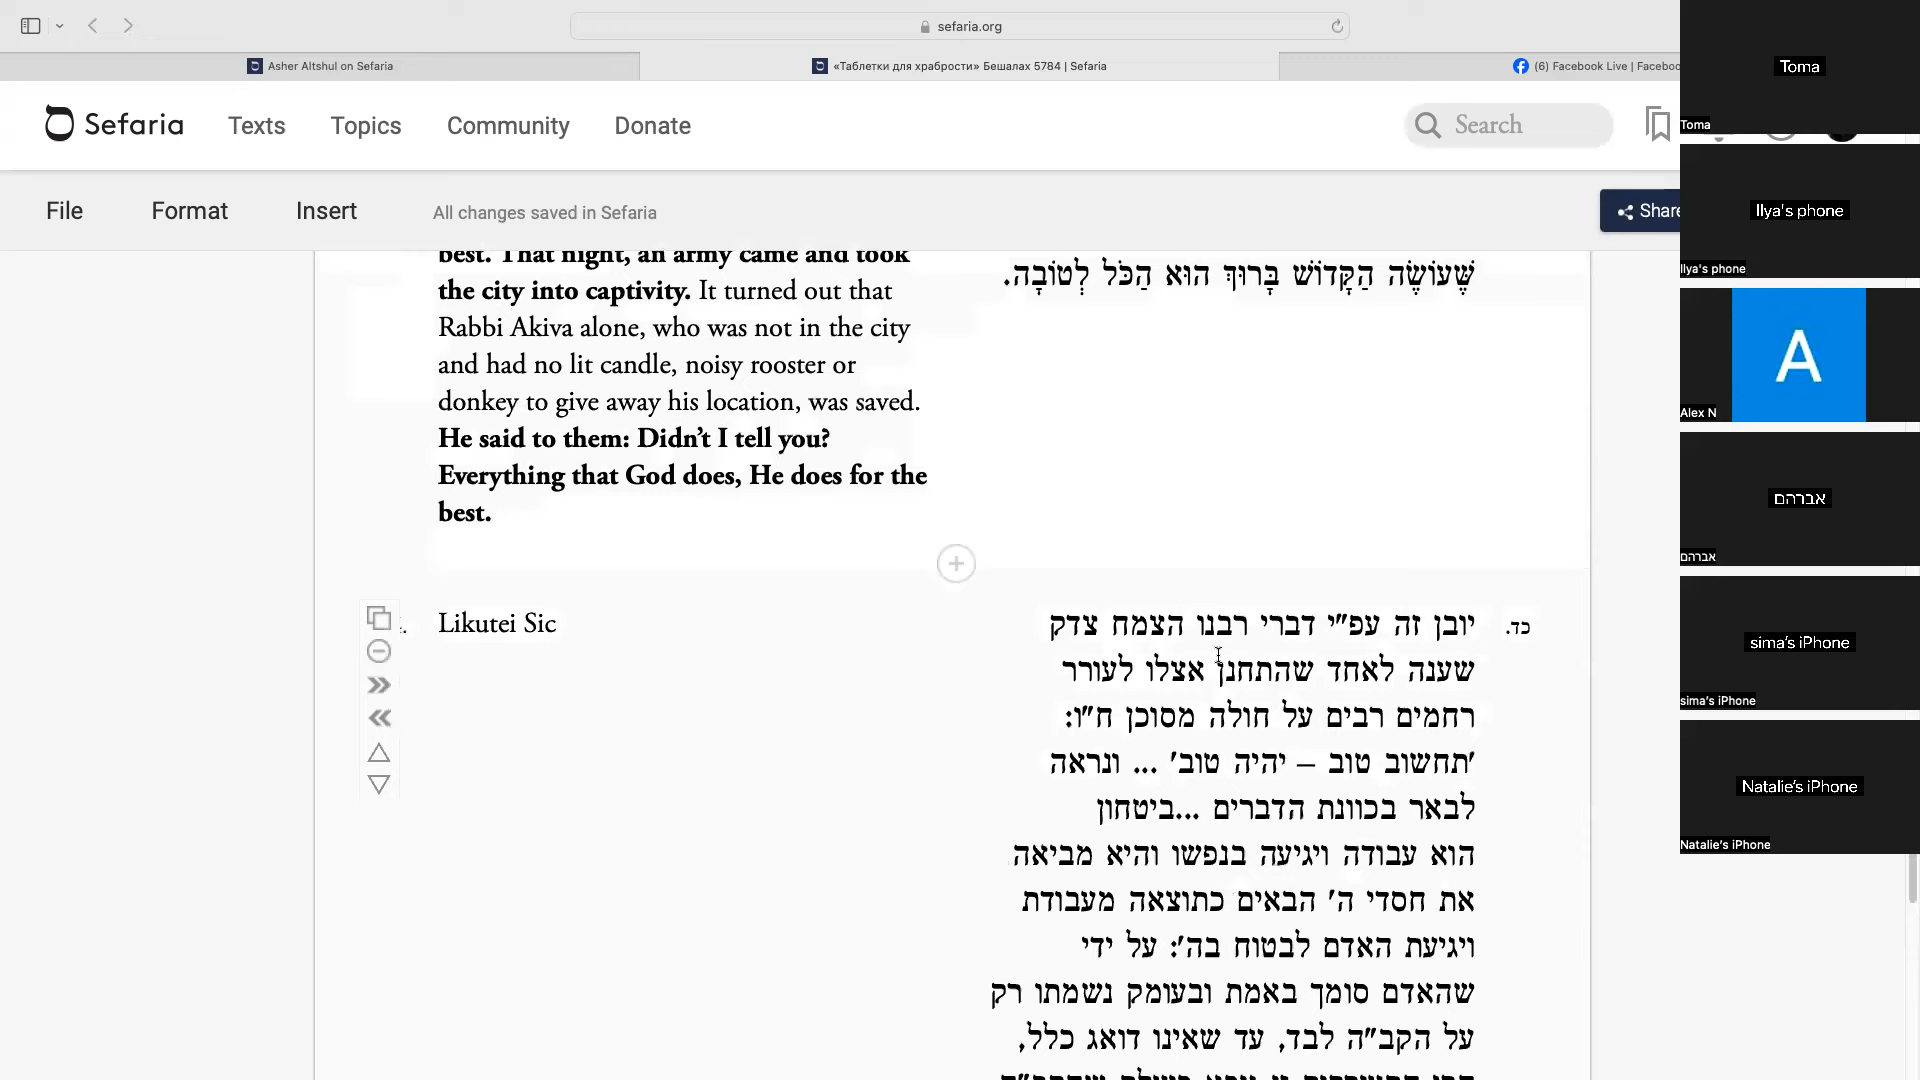 sefaria.org
Asher Altshul on Sefaria
«Таблетки для храбрости» Бешалах 5784 | Sefaria
(6) Facebook Live | Faceboo
Sefaria
Texts
Topics
Community
Donate
Search
File
Format
Insert
All changes saved in Sefaria
Share
best. That night, an army came and took
the city into captivity. It turned out that
Rabbi Akiva alone, who was not in the city
and had no lit candle, noisy rooster or
donkey to give away his location, was saved.
He said to them: Didn’t I tell you?
Everything that God does, He does for the
best.
שֶׁעוֹשֶׂה הַקָּדוֹשׁ בָּרוּךְ הוּא הַכֹּל לְטוֹבָה.
Likutei Sic
כד.
יובן זה עפ"י דברי רבנו הצמח צדק
שענה לאחד שהתחנן אצלו לעורר
רחמים רבים על חולה מסוכן ח"ו:
'תחשוב טוב – יהיה טוב' ... ונראה
לבאר בכוונת הדברים ...ביטחון
הוא עבודה ויגיעה בנפשו והיא מביאה
את חסדי ה' הבאים כתוצאה מעבודת
ויגיעת האדם לבטוח בה': על ידי
שהאדם סומך באמת ובעומק נשמתו רק
על הקב"ה לבד, עד שאינו דואג כלל,
Toma
Toma
Ilya's phone
Ilya's phone
A
Alex N
אברהם
אברהם
sima's iPhone
sima's iPhone
Natalie's iPhone
Natalie's iPhone